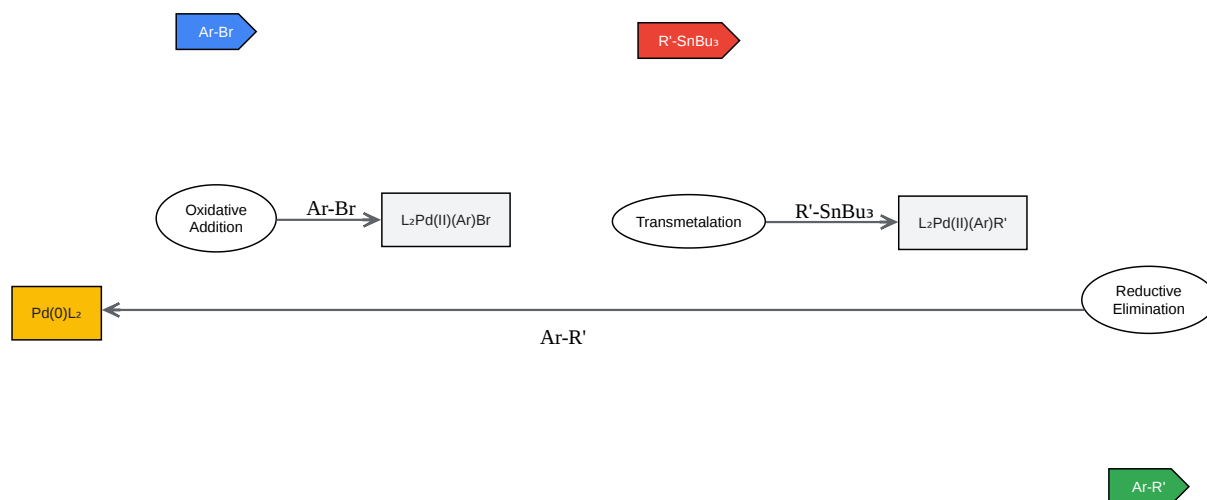 Ar-Br
R'-SnBu₃
Oxidative
Addition
Ar-Br
L₂Pd(II)(Ar)Br
Transmetalation
R'-SnBu₃
L₂Pd(II)(Ar)R'
Reductive
Elimination
Pd(0)L₂
Ar-R'
Ar-R'